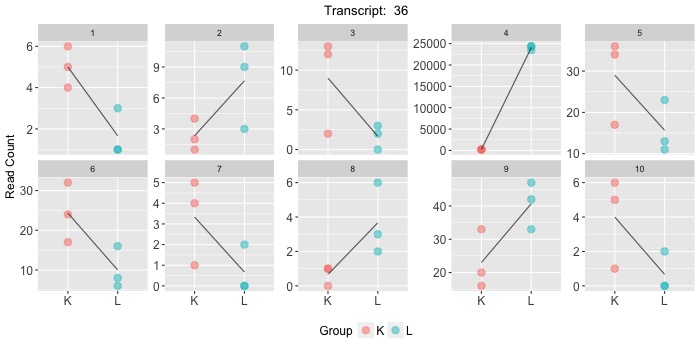 Transcript: 36
1 2 3 4 5
6 4 2
9 6 3
10 5 0
25000 20000 15000 10000 5000 0
30 20 10
Read Count
6 7 8 9 10
30 20 10
5 4 3 2 1 0
6 4 2 0
40 30 20
6 4 2 0
K L K L K L K L K L
Group K L